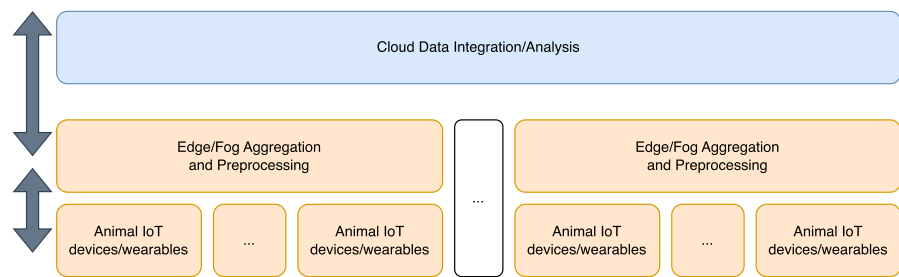 Cloud Data Integration/Analysis
Edge/Fog Aggregation
and Preprocessing
...
Edge/Fog Aggregation
and Preprocessing
Animal IoT
devices/wearables
...
Animal IoT
devices/wearables
Animal IoT
devices/wearables
...
Animal IoT
devices/wearables